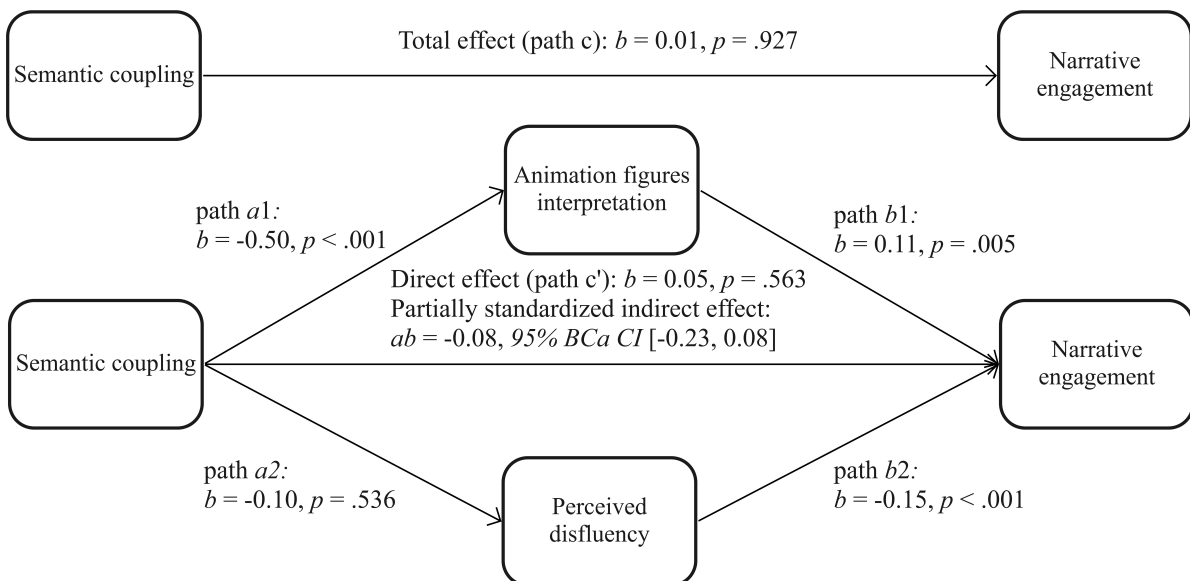 Total effect (path c): b = 0.01, p = .927
Semantic coupling
Narrative
engagement
Animation figures
interpretation
path a1:
b = -0.50, p < .001
path b1:
b = 0.11, p = .005
Direct effect (path c'): b = 0.05, p = .563
Partially standardized indirect effect:
ab = -0.08, 95% BCa CI [-0.23, 0.08]
Semantic coupling
Narrative
engagement
path a2:
b = -0.10, p = .536
path b2:
b = -0.15, p < .001
Perceived
disfluency